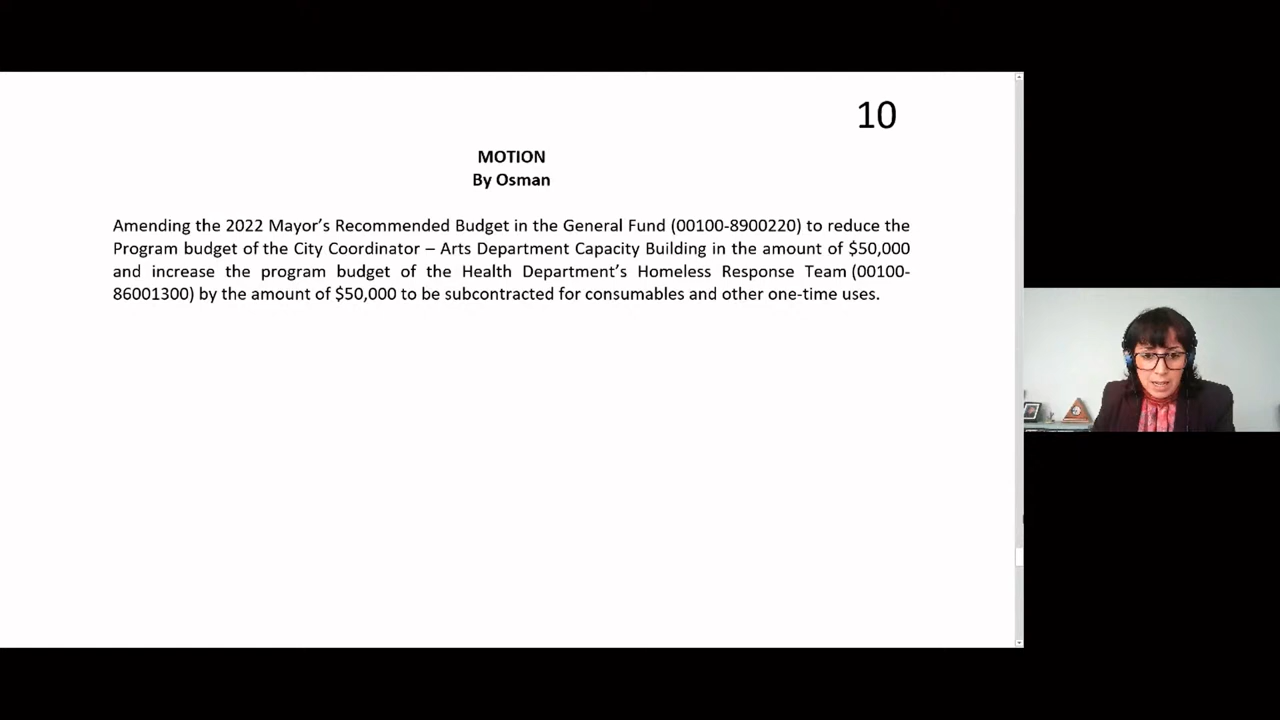 10
MOTION
By Osman
Amending the 2022 Mayor’s Recommended Budget in the General Fund (00100-8900220) to reduce the
Program budget of the City Coordinator – Arts Department Capacity Building in the amount of $50,000
and increase the program budget of the Health Department’s Homeless Response Team (00100-
86001300) by the amount of $50,000 to be subcontracted for consumables and other one-time uses.